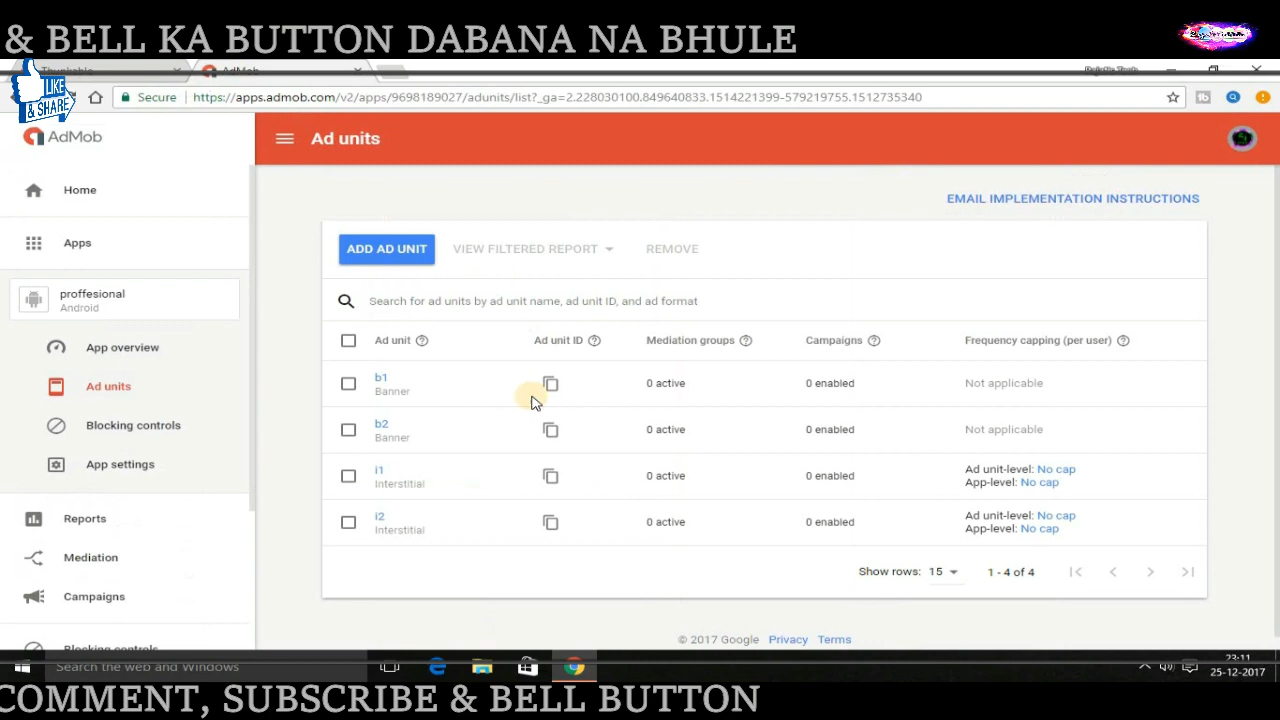 & BELL KA BUTTON DABANA NA BHULE
LIKE
& SHARE
AdMob
Secure https://apps.admob.com/v2/apps/9698189027/adunits/list?_ga=2.228030100.849640833.1514221399-579219755.1512735340
AdMob
Ad units
Home
EMAIL IMPLEMENTATION INSTRUCTIONS
Apps
ADD AD UNIT VIEW FILTERED REPORT REMOVE
proffesional
Android
Search for ad units by ad unit name, ad unit ID, and ad format
App overview
Ad unit Ad unit ID Mediation groups Campaigns Frequency capping (per user)
Ad units
b1
Banner
0 active 0 enabled Not applicable
Blocking controls
b2
Banner
0 active 0 enabled Not applicable
App settings
i1
Interstitial
0 active 0 enabled
Ad unit-level: No cap
App-level: No cap
Reports
i2
Interstitial
0 active 0 enabled
Ad unit-level: No cap
App-level: No cap
Mediation
Show rows: 15 1 - 4 of 4
Campaigns
© 2017 Google Privacy Terms
Blocking controls
Search the web and Windows
23:11
25-12-2017
COMMENT, SUBSCRIBE & BELL BUTTON